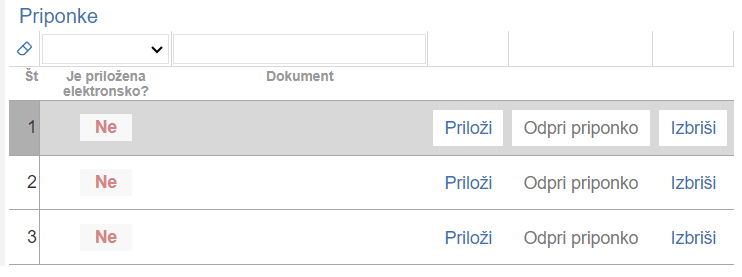 Priponke
Št Je priložena elektronsko? Dokument
1 Ne Priloži Odpri priponko Izbriši
2 Ne Priloži Odpri priponko Izbriši
3 Ne Priloži Odpri priponko Izbriši